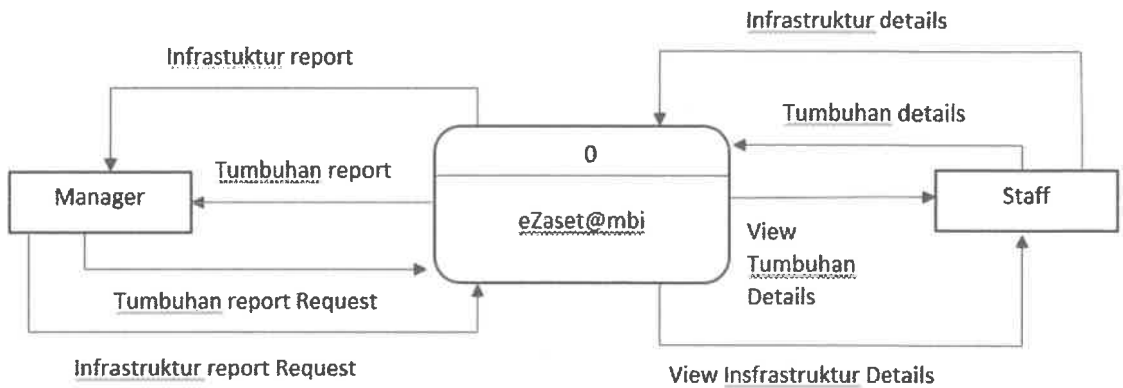 Infrastruktur details
Infrastuktur report
Tumbuhan details
0
Tumbuhan report
Manager
Staff
eZaset@mbi
View
Tumbuhan
Details
Tumbuhan report Request
Infrastruktur report Request
View Insfrastruktur Details